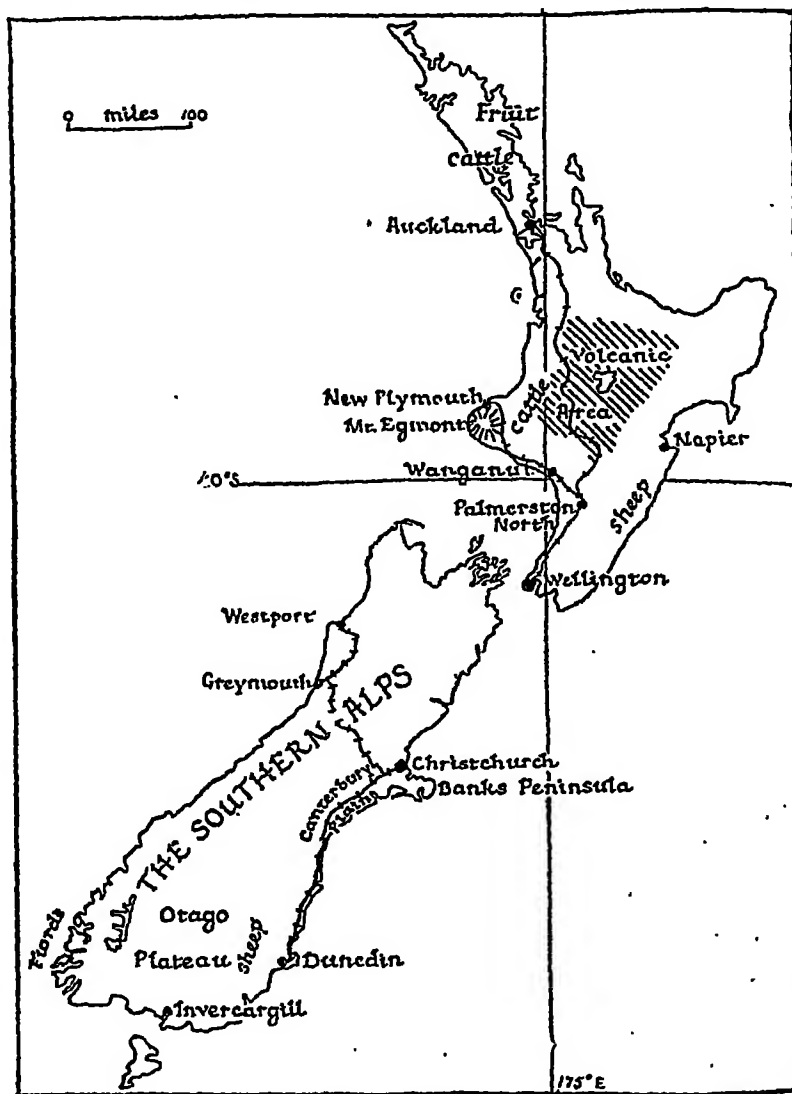 0 miles 100
Friut
Cattle
Auckland
Volcanic
New Plymouth
Cattle
Mt. Egmont
Area
Napier
Wanganui
40°S
Palmerston
North
sheep
Wellington
Westport
Greymouth
THE SOUTHERN ALPS
Christchurch
Canterbury
Plains
Banks Peninsula
Fiords
Otago
Plateau
sheep
Dunedin
Invercargill
175°E